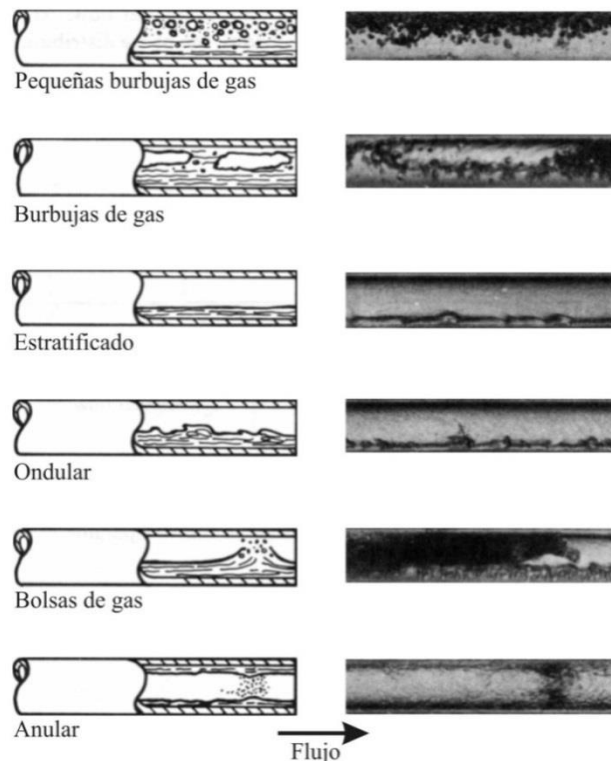 Pequeñas burbujas de gas
Burbujas de gas
Estratificado
Ondular
Bolsas de gas
Anular
Flujo